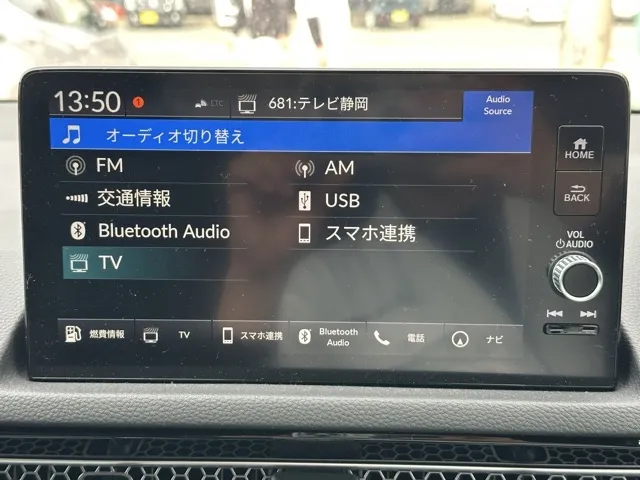 13:50 1 ETC 681:テレビ静岡 Audio Source
オーディオ切り替え
FM AM
交通情報 USB
Bluetooth Audio スマホ連携
TV
燃費情報 TV スマホ連携 Bluetooth Audio 電話 ナビ
HOME
BACK
VOL
AUDIO